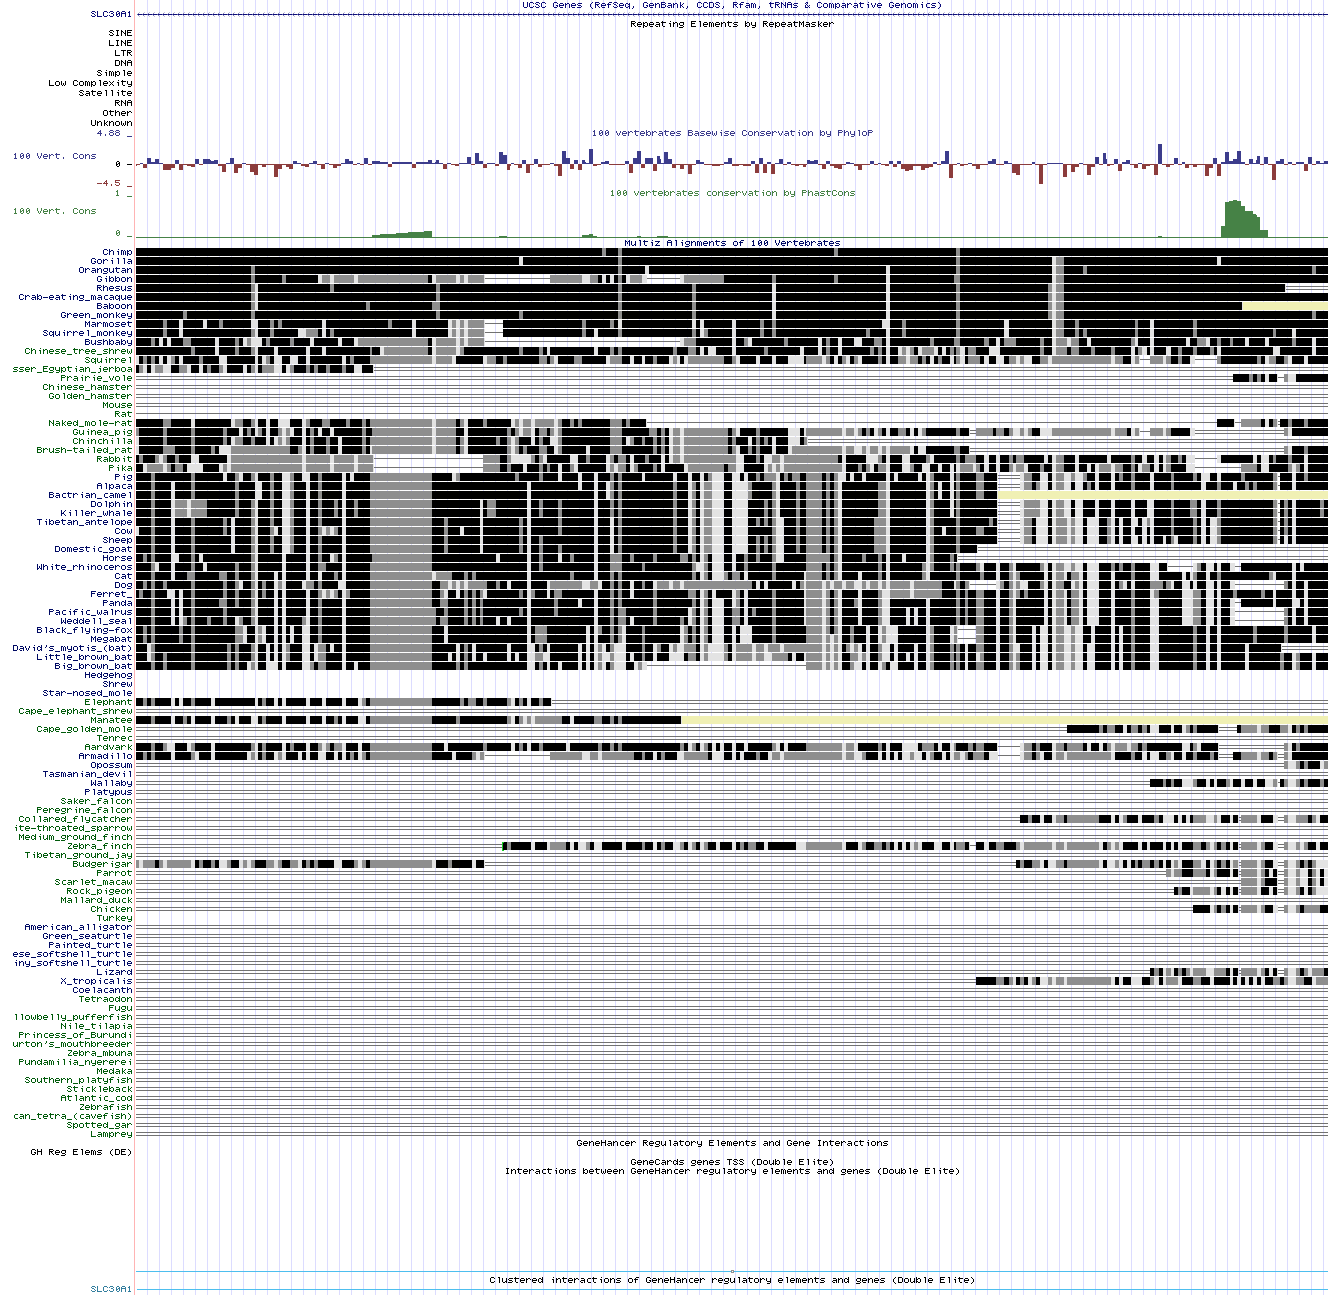 UCSC Genes (RefSeq, GenBank, CCDS, Rfam, tRNAs & Comparative Genomics)
SLC30A1
Repeating Elements by RepeatMasker
SINE
LINE
LTR
DNA
Simple
Low Complexity
Satellite
RNA
Other
Unknown
4.88 _
100 vertebrates Basewise Conservation by PhyloP
100 Vert. Cons
0 -
-4.5 _
100 vertebrates conservation by PhastCons
1 _
100 Vert. Cons
0 _
Multiz Alignments of 100 Vertebrates
Chimp
Gorilla
Orangutan
Gibbon
Rhesus
Crab-eating_macaque
Baboon
Green_monkey
Marmoset
Squirrel_monkey
Bushbaby
Chinese_tree_shrew
Squirrel
sser_Egyptian_jerboa
Prairie_vole
Chinese_hamster
Golden_hamster
Mouse
Rat
Naked_mole-rat
Guinea_pig
Chinchilla
Brush-tailed_rat
Rabbit
Pika
Pig
Alpaca
Bactrian_camel
Dolphin
Killer_whale
Tibetan_antelope
Cow
Sheep
Domestic_goat
Horse
White_rhinoceros
Cat
Dog
Ferret_
Panda
Pacific_walrus
Weddell_seal
Black_flying-fox
Megabat
David's_myotis_(bat)
Little_brown_bat
Big_brown_bat
Hedgehog
Shrew
Star-nosed_mole
Elephant
Cape_elephant_shrew
Manatee
Cape_golden_mole
Tenrec
Aardvark
Armadillo
Opossum
Tasmanian_devil
Wallaby
Platypus
Saker_falcon
Peregrine_falcon
Collared_flycatcher
ite-throated_sparrow
Medium_ground_finch
Zebra_finch
Tibetan_ground_jay
Budgerigar
Parrot
Scarlet_macaw
Rock_pigeon
Mallard_duck
Chicken
Turkey
American_alligator
Green_seaturtle
Painted_turtle
ese_softshell_turtle
iny_softshell_turtle
Lizard
X_tropicalis
Coelacanth
Tetraodon
Fugu
llowbelly_pufferfish
Nile_tilapia
Princess_of_Burundi
urton's_mouthbreeder
Zebra_mbuna
Pundamilia_nyererei
Medaka
Southern_platyfish
Stickleback
Atlantic_cod
Zebrafish
can_tetra_(cavefish)
Spotted_gar
Lamprey
GeneHancer Regulatory Elements and Gene Interactions
GH Reg Elems (DE)
GeneCards genes TSS (Double Elite)
Interactions between GeneHancer regulatory elements and genes (Double Elite)
Clustered interactions of GeneHancer regulatory elements and genes (Double Elite)
SLC30A1